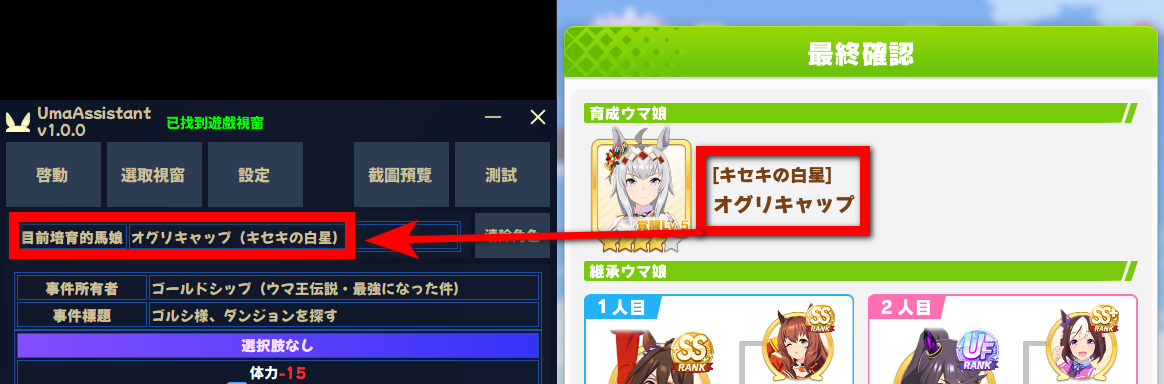 UmaAssistant
v1.0.0
已找到遊戲視窗
啓動
選取視窗
設定
截圖預覽
測試
目前培育的馬娘
オグリキャップ（キセキの白星）
清除角色
事件所有者
ゴールドシップ（ウマ王伝説・最強になった件）
事件標題
ゴルシ様、ダンジョンを探す
選択肢なし
体力-15
最終確認
育成ウマ娘
[キセキの白星]
オグリキャップ
覚醒Lv.5
継承ウマ娘
1人目
SS
RANK
SS
RANK
2人目
UF
RANK
SS+
RANK